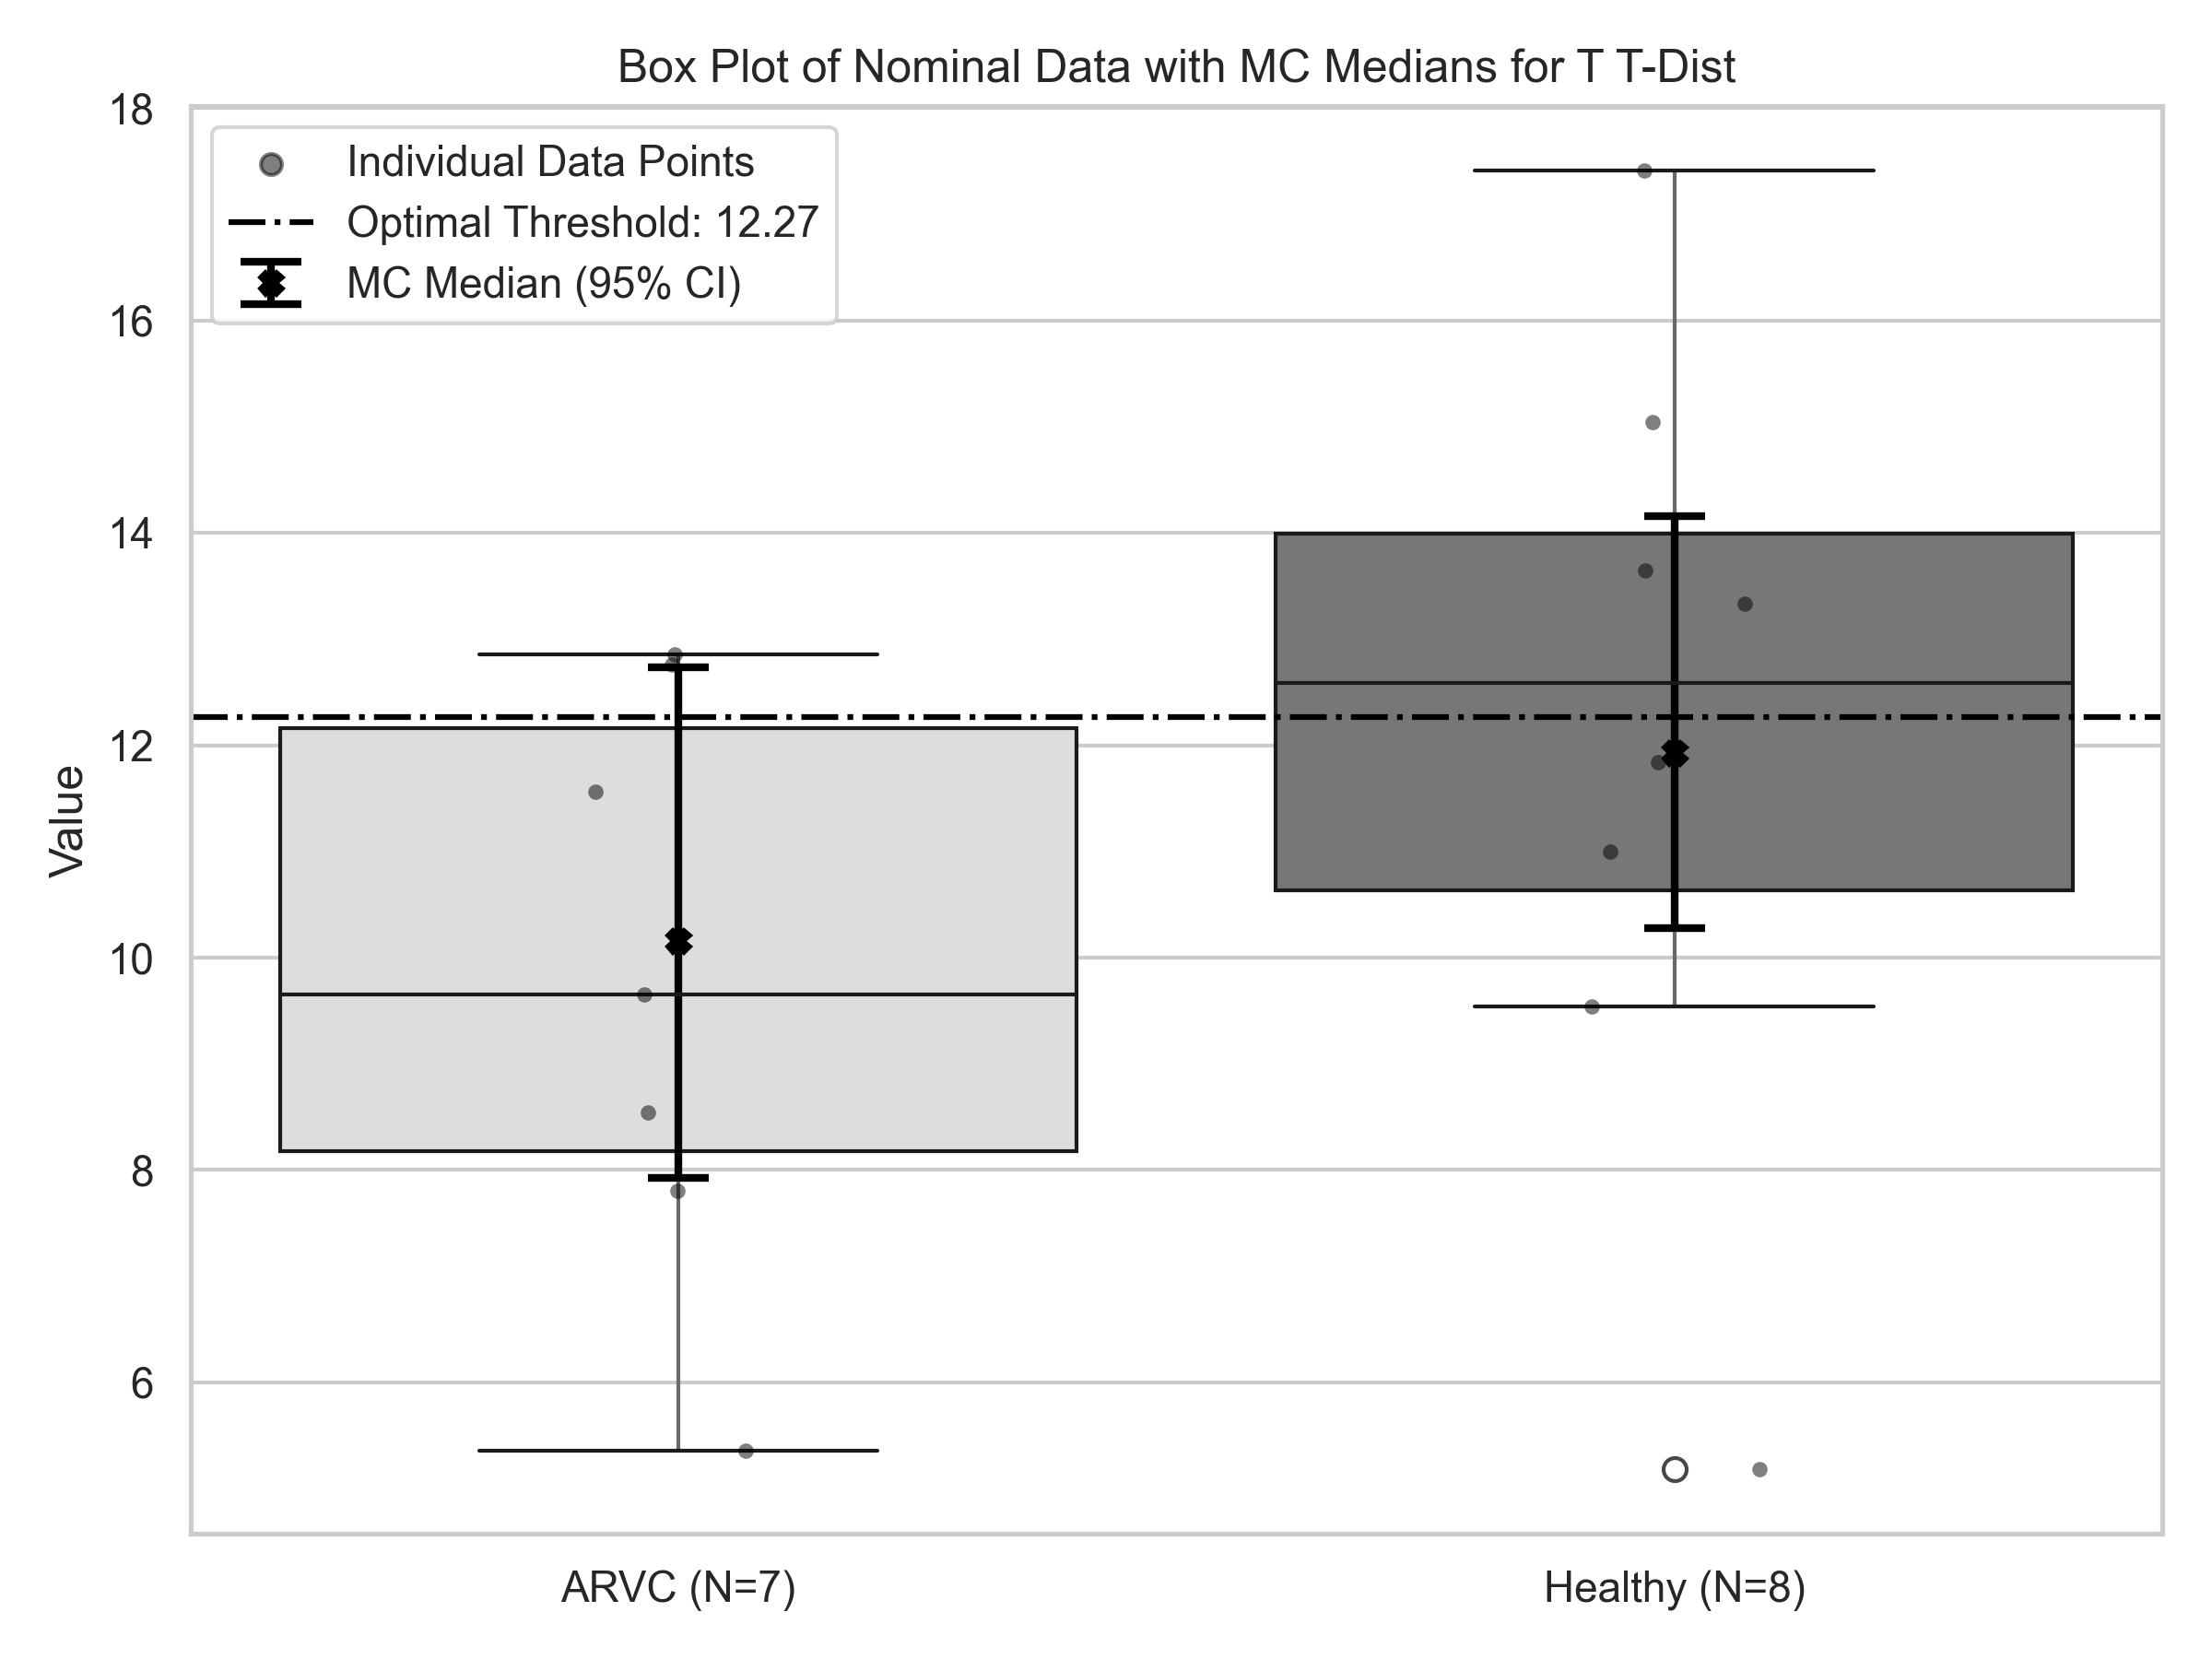 Box Plot of Nominal Data with MC Medians for T T-Dist
18
16
14
12
10
8
6
Value
Individual Data Points
Optimal Threshold: 12.27
MC Median (95% CI)
ARVC (N=7)
Healthy (N=8)